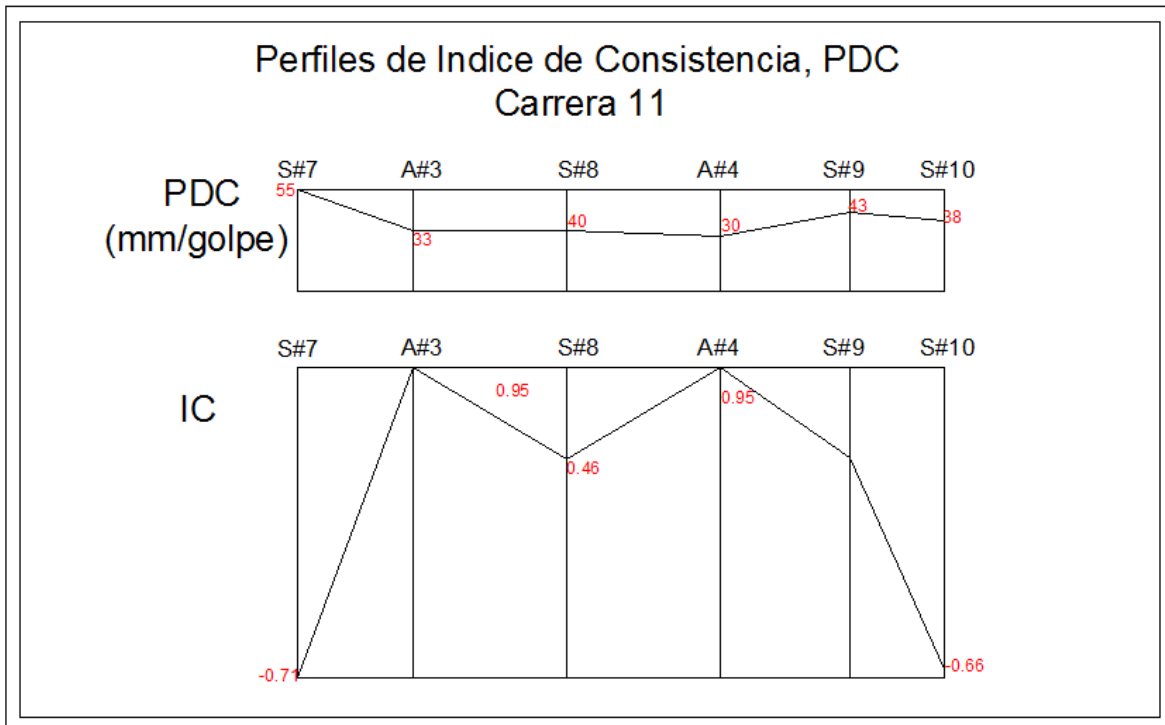 Perfiles de Indice de Consistencia, PDC
Carrera 11
S#7 A#3 S#8 A#4 S#9 S#10
PDC
(mm/golpe)
55 33 40 30 43 38
S#7 A#3 S#8 A#4 S#9 S#10
IC
0.95 0.95
0.46
-0.71 -0.66